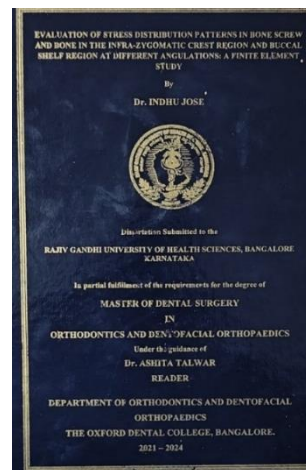 EVALUATION OF STRESS DISTRIBUTION PATTERNS IN BONE SCREW
AND BONE IN THE INFRA-ZYGOMATIC CREST REGION AND BUCCAL
SHELF REGION AT DIFFERENT ANGULATIONS: A FINITE ELEMENT
STUDY
By
Dr. INDHU JOSE
Dissertation Submitted to the
RAJIV GANDHI UNIVERSITY OF HEALTH SCIENCES, BANGALORE
KARNATAKA
In partial fulfilment of the requirements for the degree of
MASTER OF DENTAL SURGERY
IN
ORTHODONTICS AND DENTOFACIAL ORTHOPAEDICS
Under the guidance of
Dr. ASHITA TALWAR
READER
DEPARTMENT OF ORTHODONTICS AND DENTOFACIAL
ORTHOPAEDICS
THE OXFORD DENTAL COLLEGE, BANGALORE.
2021 – 2024